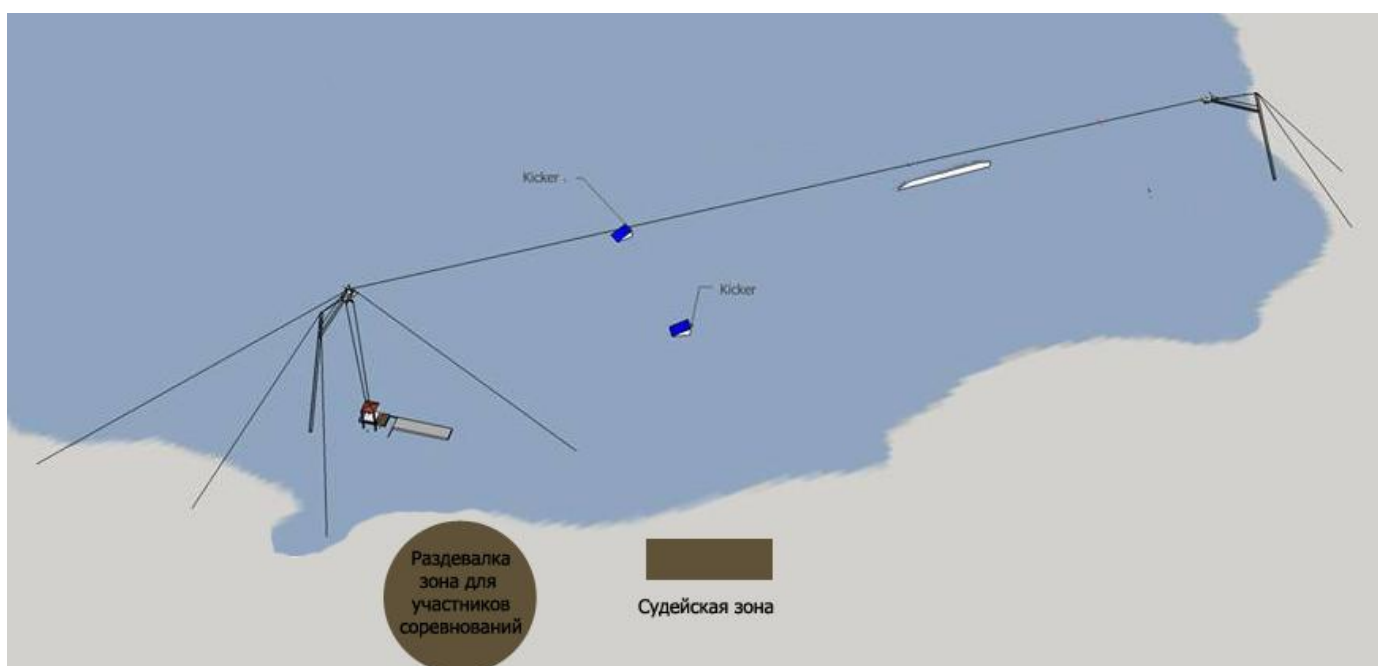 Kicker
Kicker
Раздевалка
зона для
участников
соревнований
Судейская зона